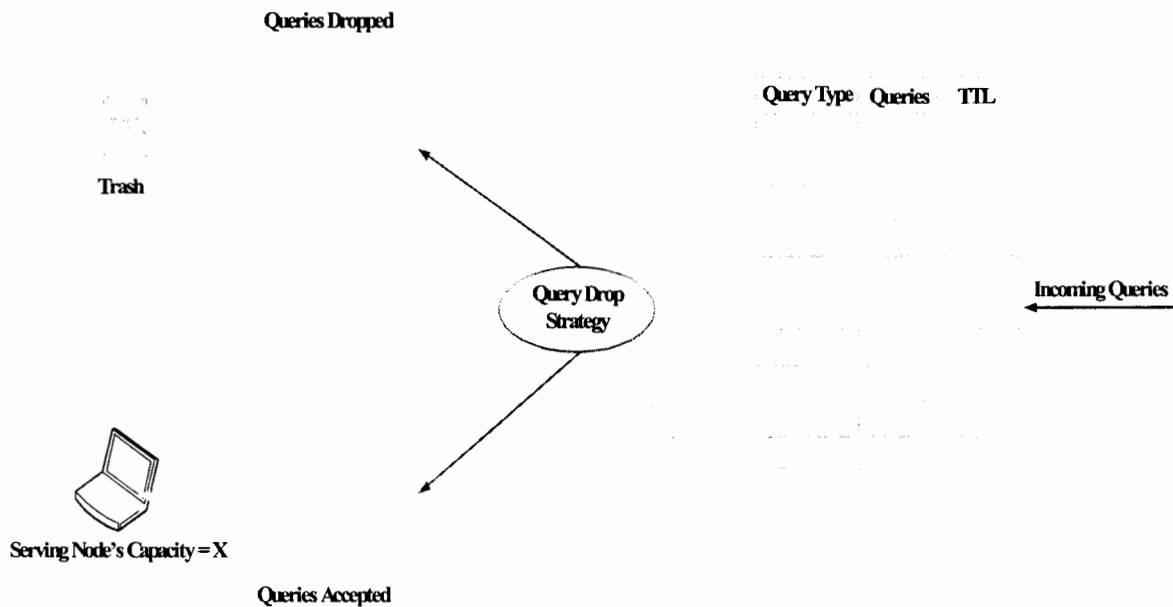 Queries Dropped
Query Type Queries TTL
Trash
Incoming Queries
Query Drop
Strategy
Serving Node's Capacity = X
Queries Accepted